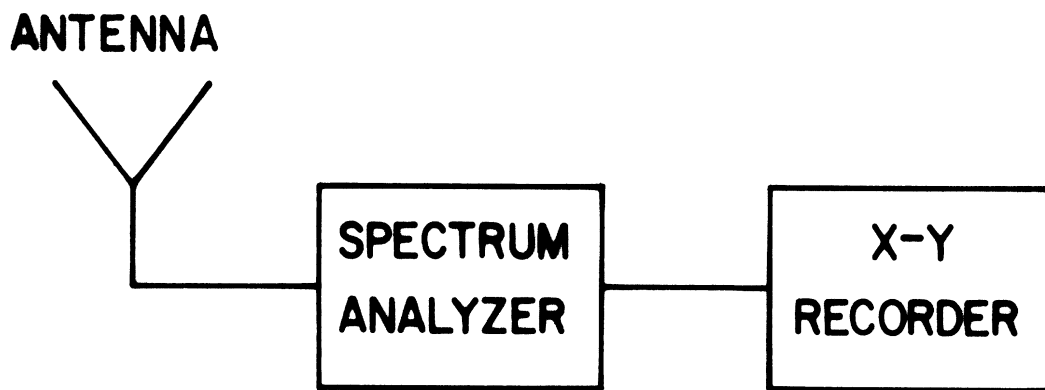 ANTENNA
SPECTRUM
ANALYZER
X-Y
RECORDER